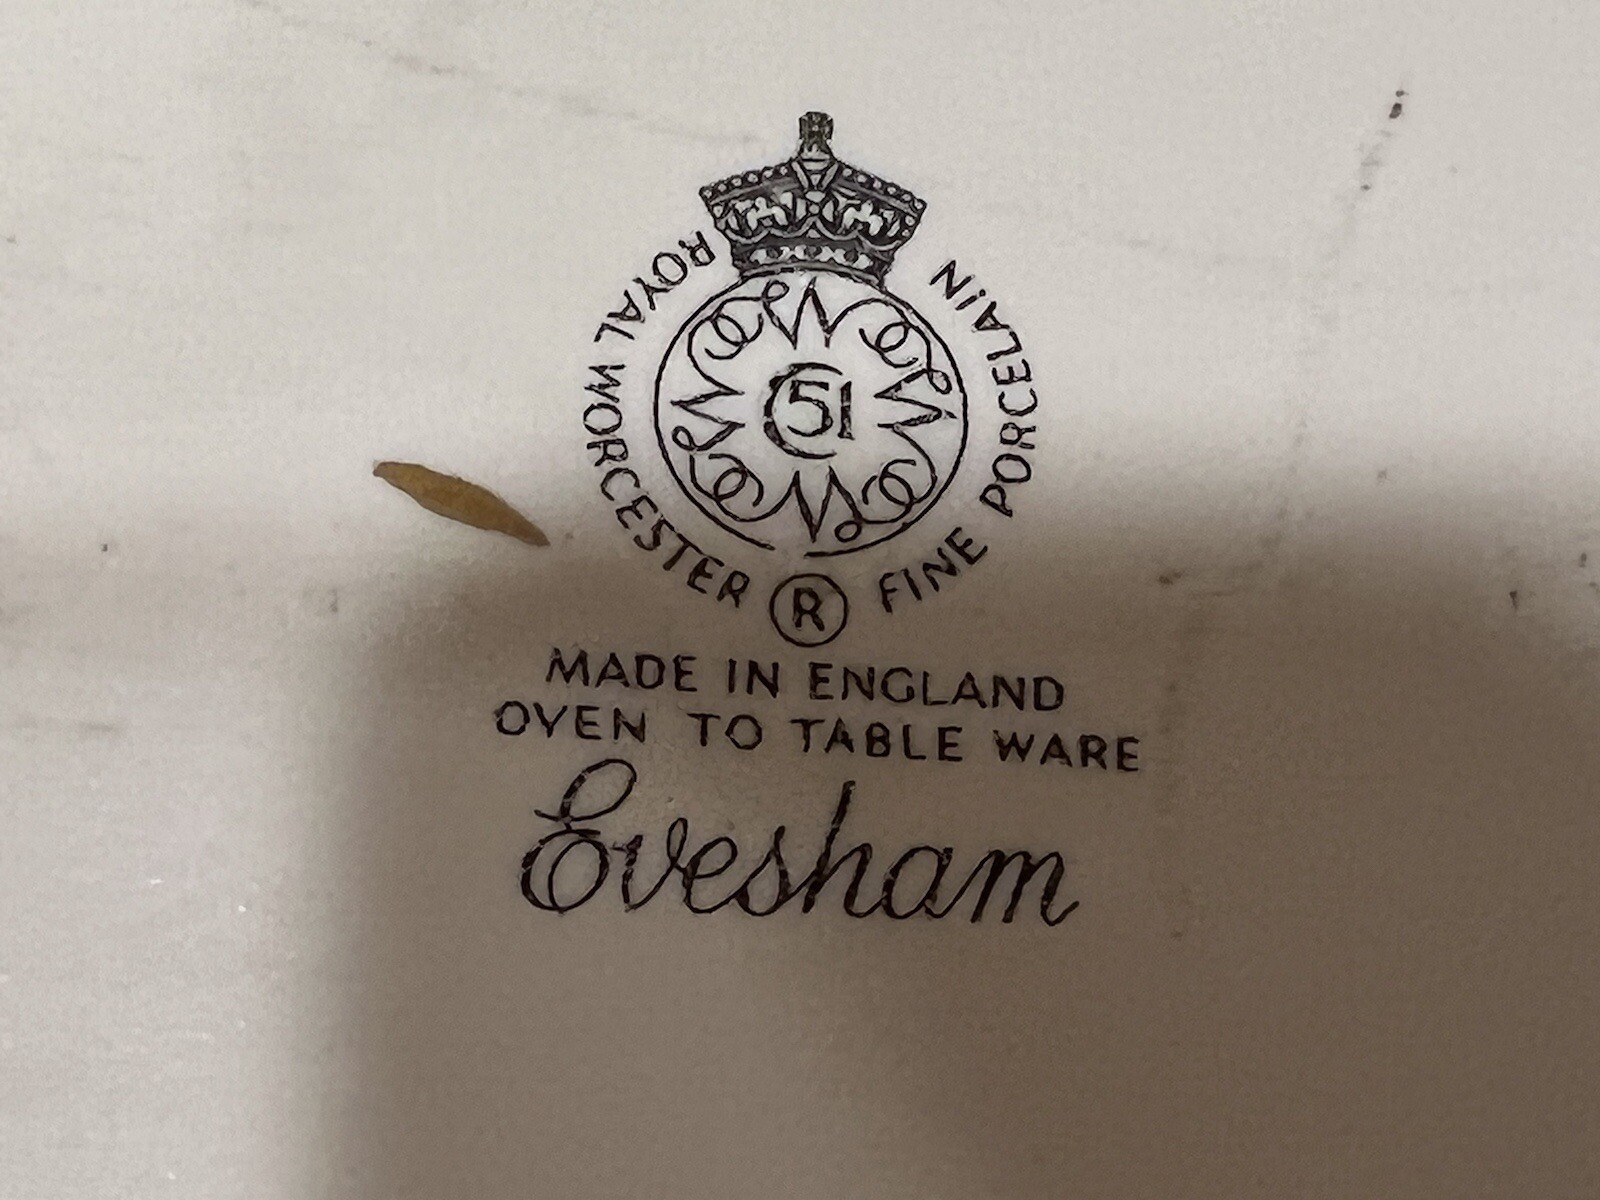 ROYAL WORCESTER ® FINE PORCELAIN
51
MADE IN ENGLAND
OVEN TO TABLE WARE
Evesham